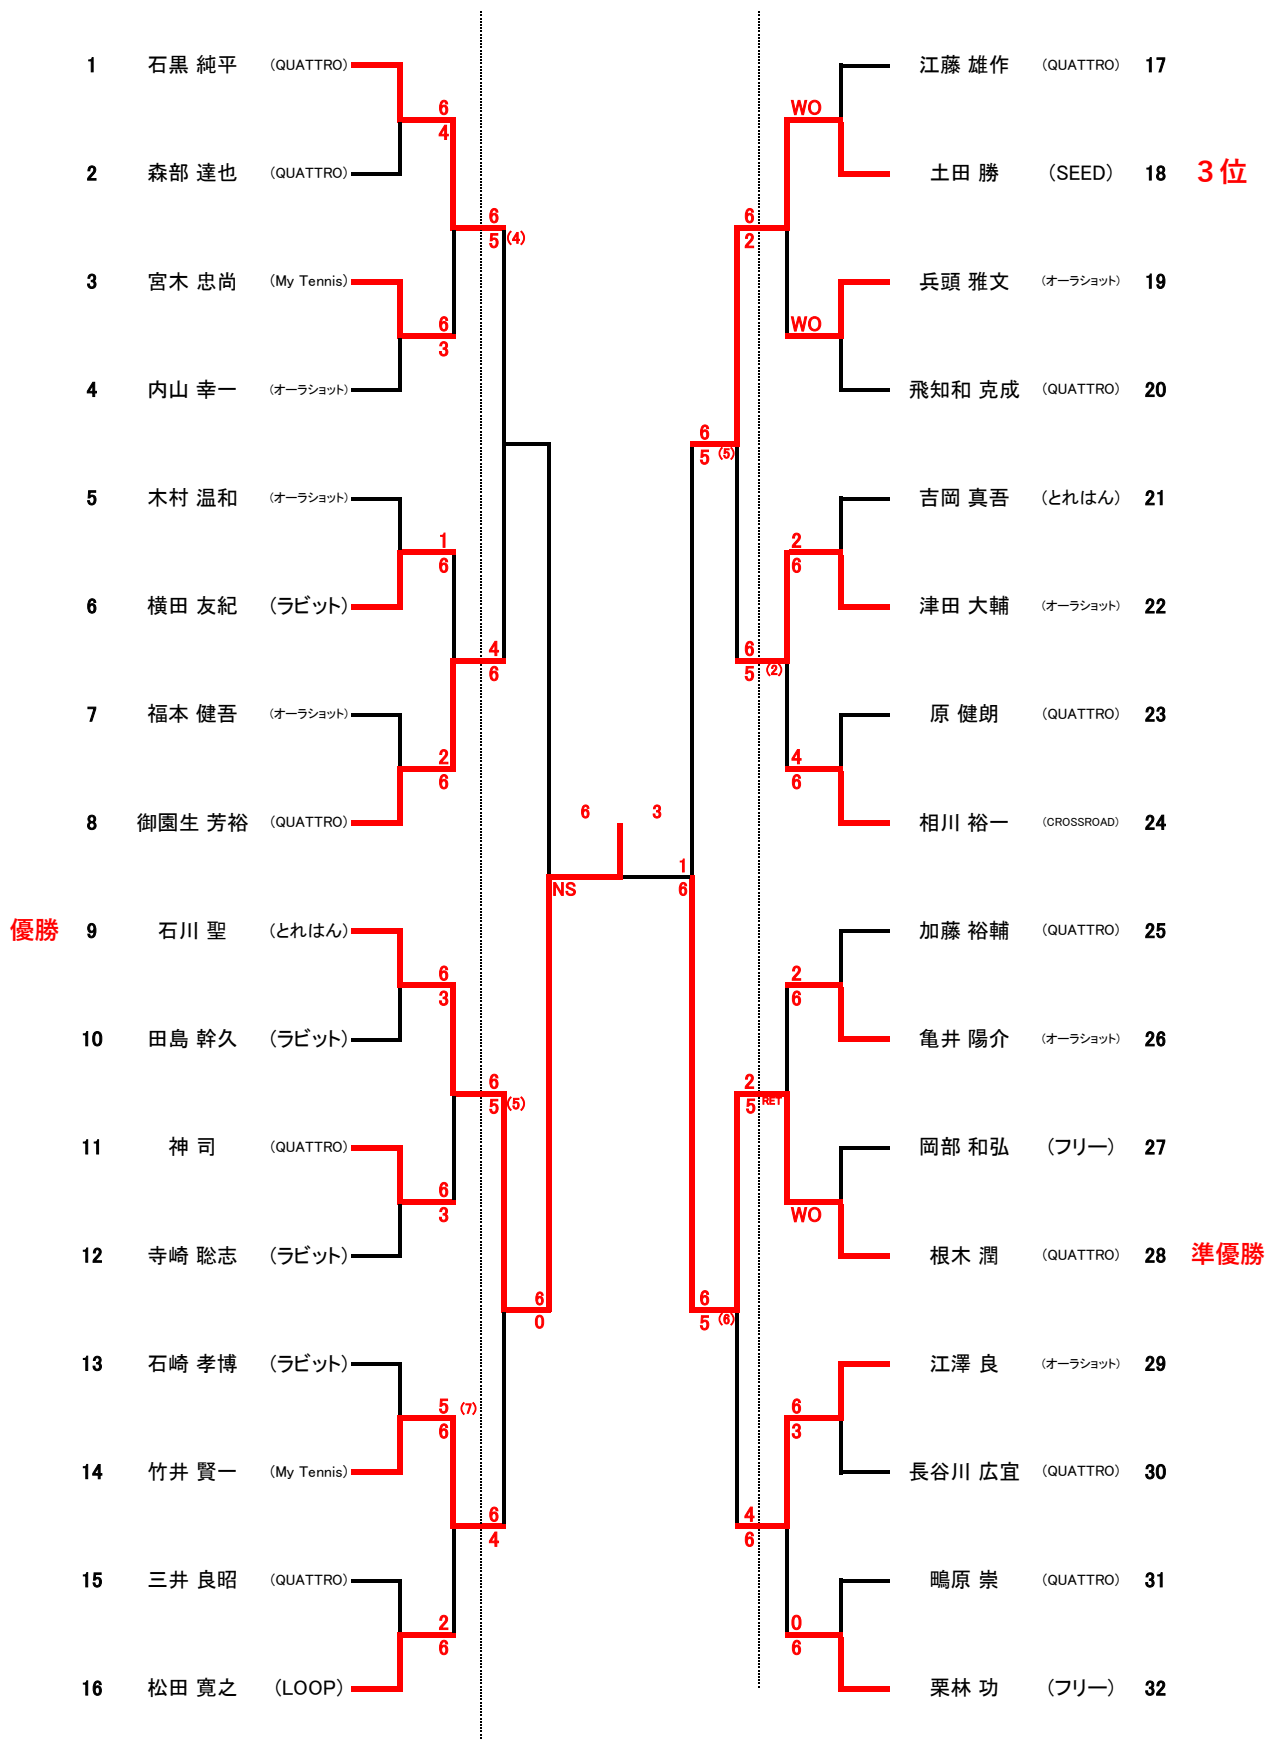 1 石黒 純平 (QUATTRO) 江藤 雄作 (QUATTRO) 17
6 WO
4
2 森部 達也 (QUATTRO) 土田 勝 (SEED) 18 3位
6 6
5 (4) 2
3 宮木 忠尚 (My Tennis) 兵頭 雅文 (オーラショット) 19
6 WO
3
4 内山 幸一 (オーラショット) 飛知和 克成 (QUATTRO) 20
6
5 (5)
5 木村 温和 (オーラショット) 吉岡 真吾 (とれはん) 21
1 2
6 6
6 横田 友紀 (ラビット) 津田 大輔 (オーラショット) 22
4 6
6 5 (2)
7 福本 健吾 (オーラショット) 原 健朗 (QUATTRO) 23
2 4
6 6
8 御園生 芳裕 (QUATTRO) 6 3 相川 裕一 (CROSSROAD) 24
1
NS 6
優勝 9 石川 聖 (とれはん) 加藤 裕輔 (QUATTRO) 25
6 2
3 6
10 田島 幹久 (ラビット) 亀井 陽介 (オーラショット) 26
6 2
5 (5) 5 RET
11 神 司 (QUATTRO) 岡部 和弘 (フリー) 27
6
3 WO
12 寺崎 聡志 (ラビット) 根木 潤 (QUATTRO) 28 準優勝
6 6
0 5 (6)
13 石崎 孝博 (ラビット) 江澤 良 (オーラショット) 29
5 (7) 6
6 3
14 竹井 賢一 (My Tennis) 長谷川 広宜 (QUATTRO) 30
6 4
4 6
15 三井 良昭 (QUATTRO) 鴫原 崇 (QUATTRO) 31
2 0
6 6
16 松田 寛之 (LOOP) 栗林 功 (フリー) 32